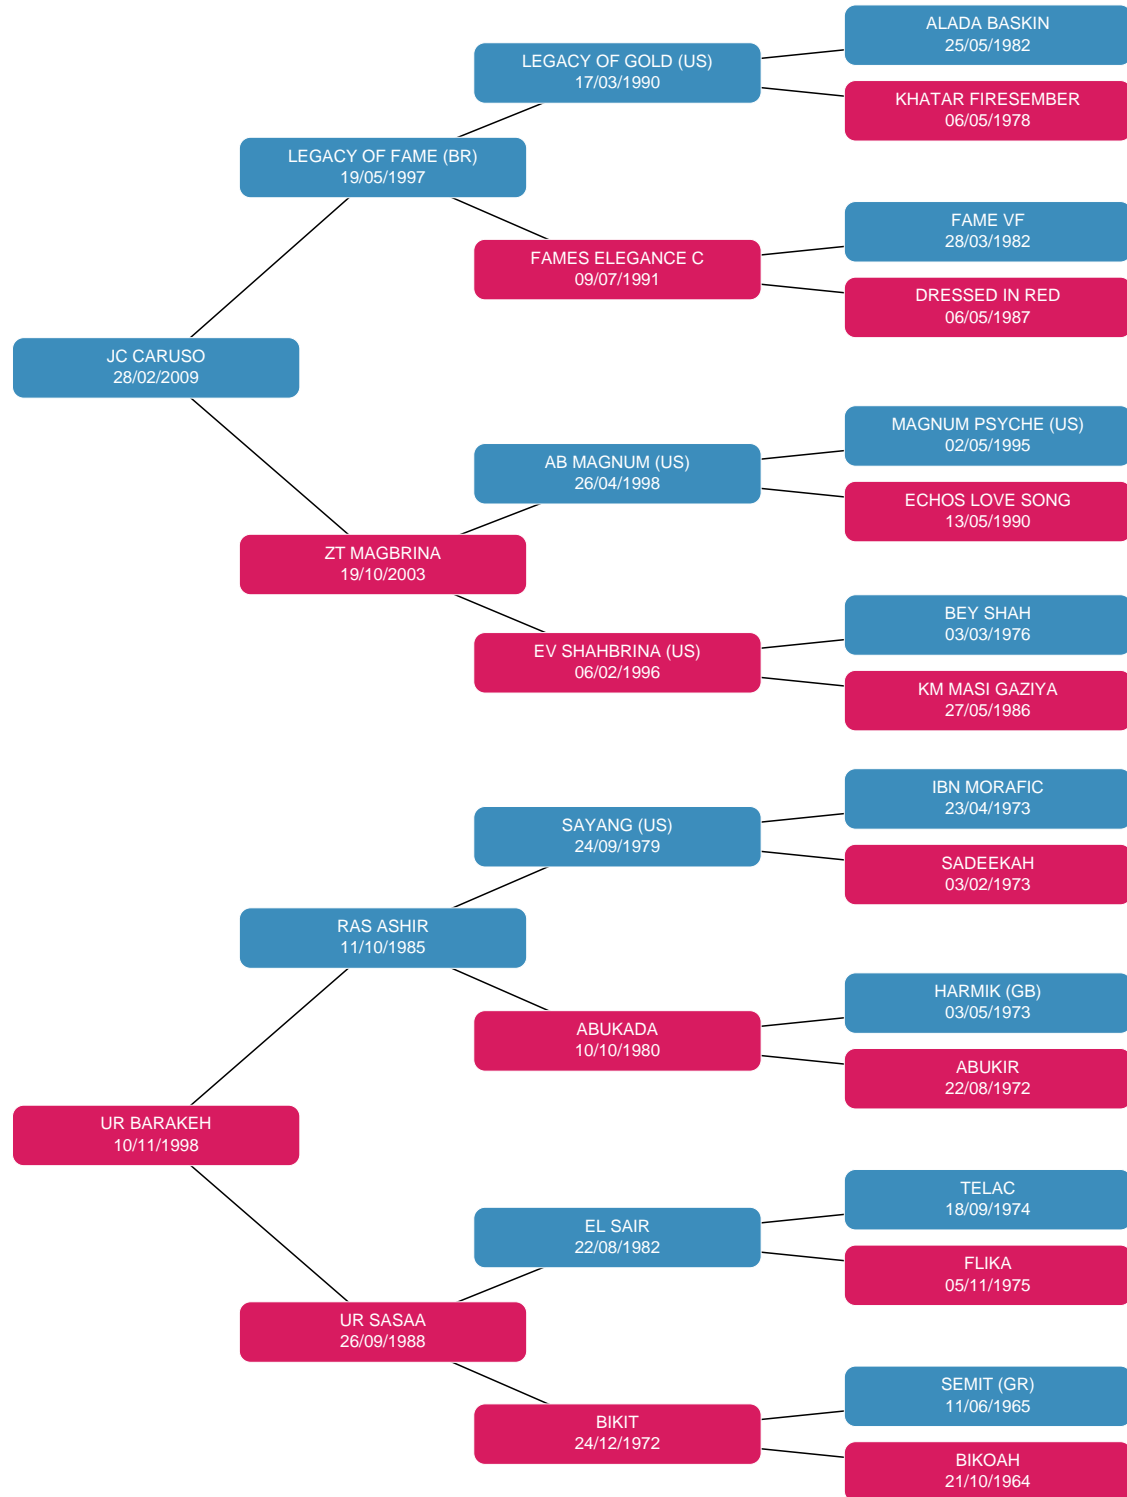 ALADA BASKIN
25/05/1982
LEGACY OF GOLD (US)
17/03/1990
KHATAR FIRESEMBER
06/05/1978
LEGACY OF FAME (BR)
19/05/1997
FAME VF
28/03/1982
FAMES ELEGANCE C
09/07/1991
DRESSED IN RED
06/05/1987
JC CARUSO
28/02/2009
MAGNUM PSYCHE (US)
02/05/1995
AB MAGNUM (US)
26/04/1998
ECHOS LOVE SONG
13/05/1990
ZT MAGBRINA
19/10/2003
BEY SHAH
03/03/1976
EV SHAHBRINA (US)
06/02/1996
KM MASI GAZIYA
27/05/1986
IBN MORAFIC
23/04/1973
SAYANG (US)
24/09/1979
SADEEKAH
03/02/1973
RAS ASHIR
11/10/1985
HARMIK (GB)
03/05/1973
ABUKADA
10/10/1980
ABUKIR
22/08/1972
UR BARAKEH
10/11/1998
TELAC
18/09/1974
EL SAIR
22/08/1982
FLIKA
05/11/1975
UR SASAA
26/09/1988
SEMIT (GR)
11/06/1965
BIKIT
24/12/1972
BIKOAH
21/10/1964